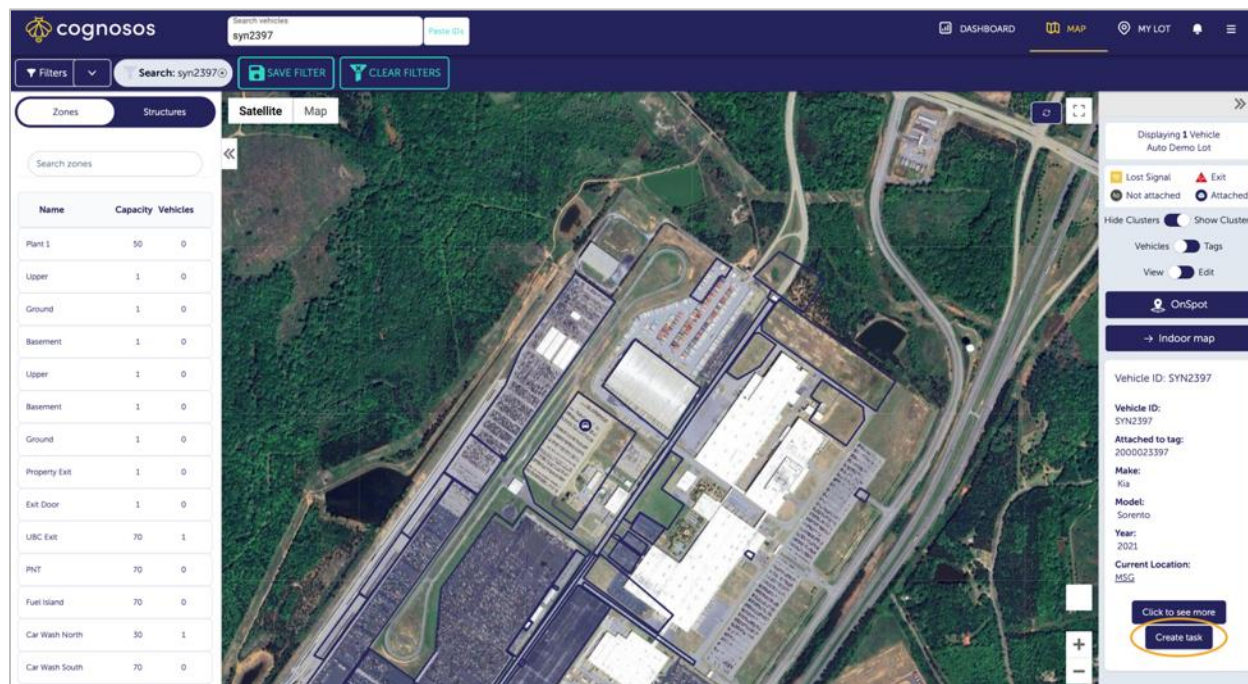 cognosos
Search vehicles
syn2397
Paste IDs
DASHBOARD
MAP
MY LOT
Filters
Search: syn2397
SAVE FILTER
CLEAR FILTERS
Zones
Structures
Satellite
Map
Search zones
Name Capacity Vehicles
Plant 1 50 0
Upper 1 0
Ground 1 0
Basement 1 0
Upper 1 0
Basement 1 0
Ground 1 0
Property Exit 1 0
Exit Door 1 0
UBC Exit 70 1
PNT 70 0
Fuel Island 70 0
Car Wash North 30 1
Car Wash South 70 0
Displaying 1 Vehicle
Auto Demo Lot
Lost Signal Exit
Not attached Attached
Hide Clusters Show Cluster
Vehicles Tags
View Edit
OnSpot
Indoor map
Vehicle ID: SYN2397
Vehicle ID:
SYN2397
Attached to tag:
2000023397
Make:
Kia
Model:
Sorento
Year:
2021
Current Location:
MSG
Click to see more
Create task